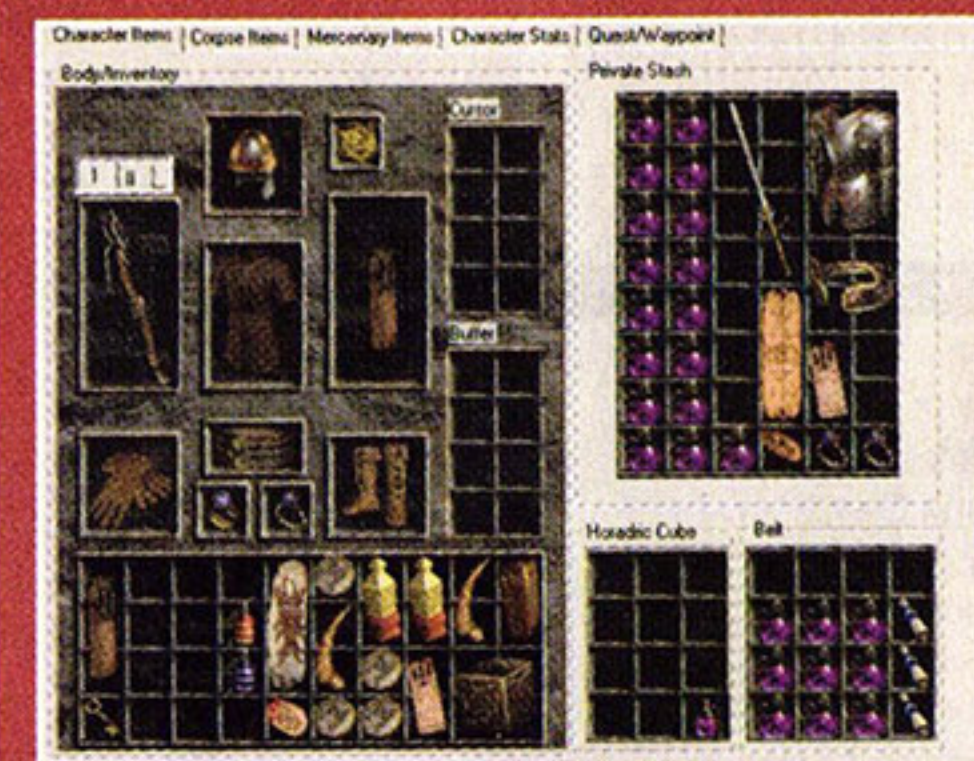 Character Items
Corpse Items
Mercenary Items
Character Stats
Quest/Waypoint
Body/Inventory
Private Stash
Cursor
I II
Buffer
Horadric Cube
Belt